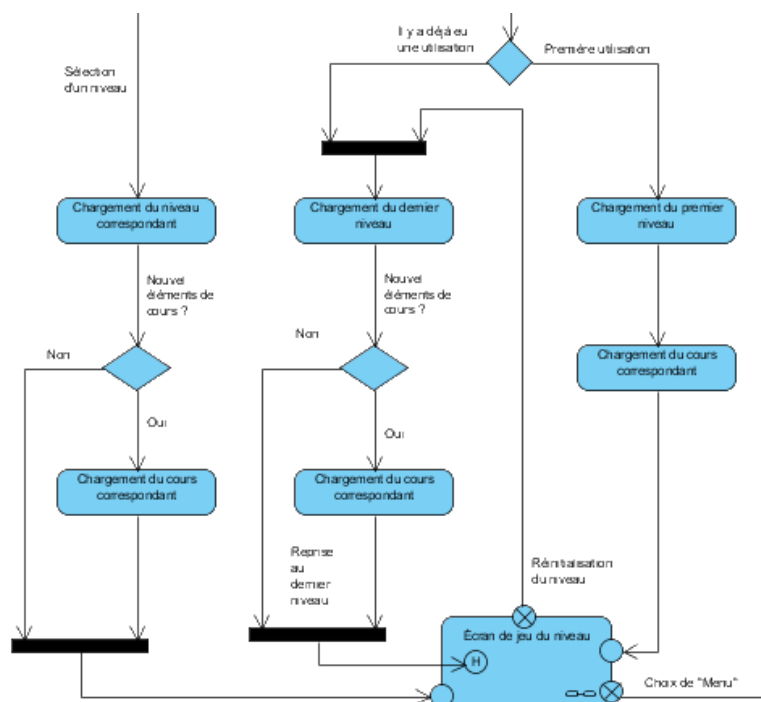 Il y a déjà eu
une utilisation
Première utilisation
Sélection
d'un niveau
Chargement du niveau
correspondant
Chargement du dernier
niveau
Chargement du premier
niveau
Nouvel
éléments de
cours ?
Nouvel
éléments de
cours ?
Non
Non
Chargement du cours
correspondant
Oui
Oui
Chargement du cours
correspondant
Chargement du cours
correspondant
Reprise
au
dernier
niveau
Réinitialisation
du niveau
Écran de jeu du niveau
H
Choix de "Menu"